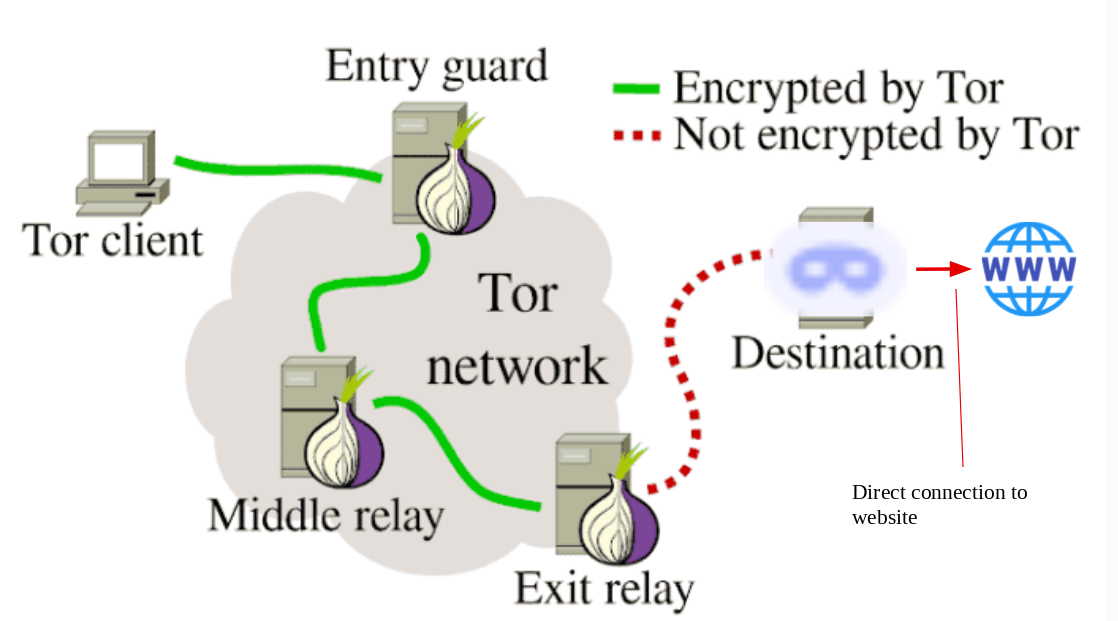 Entry guard
Encrypted by Tor
Not encrypted by Tor
Tor client
Tor
network
WWW
Destination
Middle relay
Direct connection to
website
Exit relay